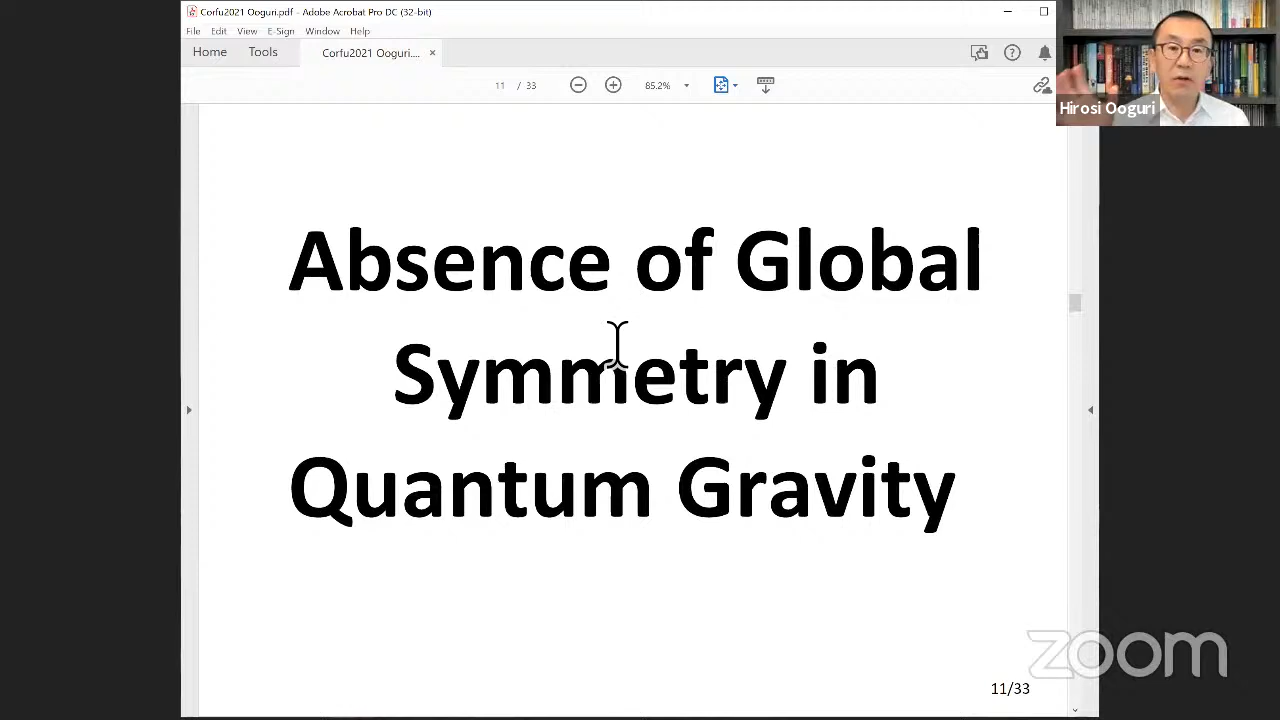 Corfu2021 Ooguri.pdf - Adobe Acrobat Pro DC (32-bit)
File Edit View E-Sign Window Help
Home Tools Corfu2021 Ooguri.... ×
11 / 33 85.2%
Hirosi Ooguri
Absence of Global
Symmetry in
Quantum Gravity
zoom
11/33